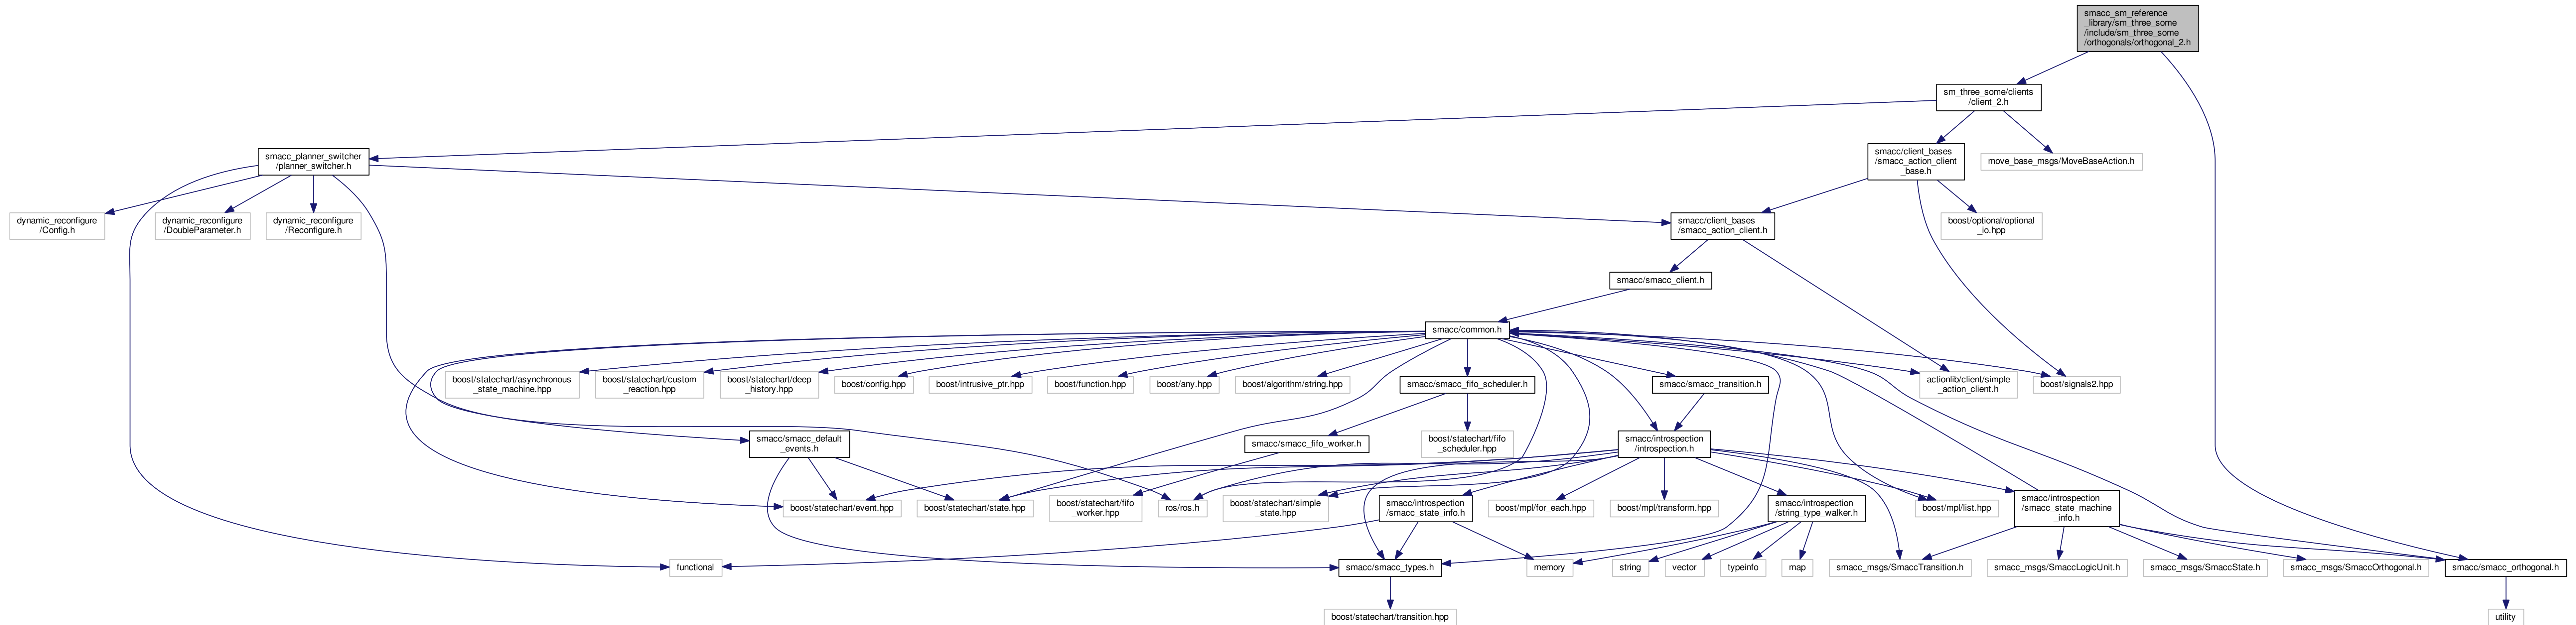 smacc_sm_reference
_library/sm_three_some
/include/sm_three_some
/orthogonals/orthogonal_2.h
sm_three_some/clients
/client_2.h
smacc_planner_switcher
/planner_switcher.h
smacc/client_bases
/smacc_action_client
_base.h
move_base_msgs/MoveBaseAction.h
dynamic_reconfigure
/Config.h
dynamic_reconfigure
/DoubleParameter.h
dynamic_reconfigure
/Reconfigure.h
smacc/client_bases
/smacc_action_client.h
boost/optional/optional
_io.hpp
smacc/smacc_client.h
smacc/common.h
boost/statechart/asynchronous
_state_machine.hpp
boost/statechart/custom
_reaction.hpp
boost/statechart/deep
_history.hpp
boost/config.hpp
boost/intrusive_ptr.hpp
boost/function.hpp
boost/any.hpp
boost/algorithm/string.hpp
smacc/smacc_fifo_scheduler.h
smacc/smacc_transition.h
actionlib/client/simple
_action_client.h
boost/signals2.hpp
smacc/smacc_default
_events.h
smacc/smacc_fifo_worker.h
boost/statechart/fifo
_scheduler.hpp
smacc/introspection
/introspection.h
boost/statechart/event.hpp
boost/statechart/state.hpp
boost/statechart/fifo
_worker.hpp
ros/ros.h
boost/statechart/simple
_state.hpp
smacc/introspection
/smacc_state_info.h
boost/mpl/for_each.hpp
boost/mpl/transform.hpp
smacc/introspection
/string_type_walker.h
boost/mpl/list.hpp
smacc/introspection
/smacc_state_machine
_info.h
functional
smacc/smacc_types.h
memory
string
vector
typeinfo
map
smacc_msgs/SmaccTransition.h
smacc_msgs/SmaccLogicUnit.h
smacc_msgs/SmaccState.h
smacc_msgs/SmaccOrthogonal.h
smacc/smacc_orthogonal.h
boost/statechart/transition.hpp
utility